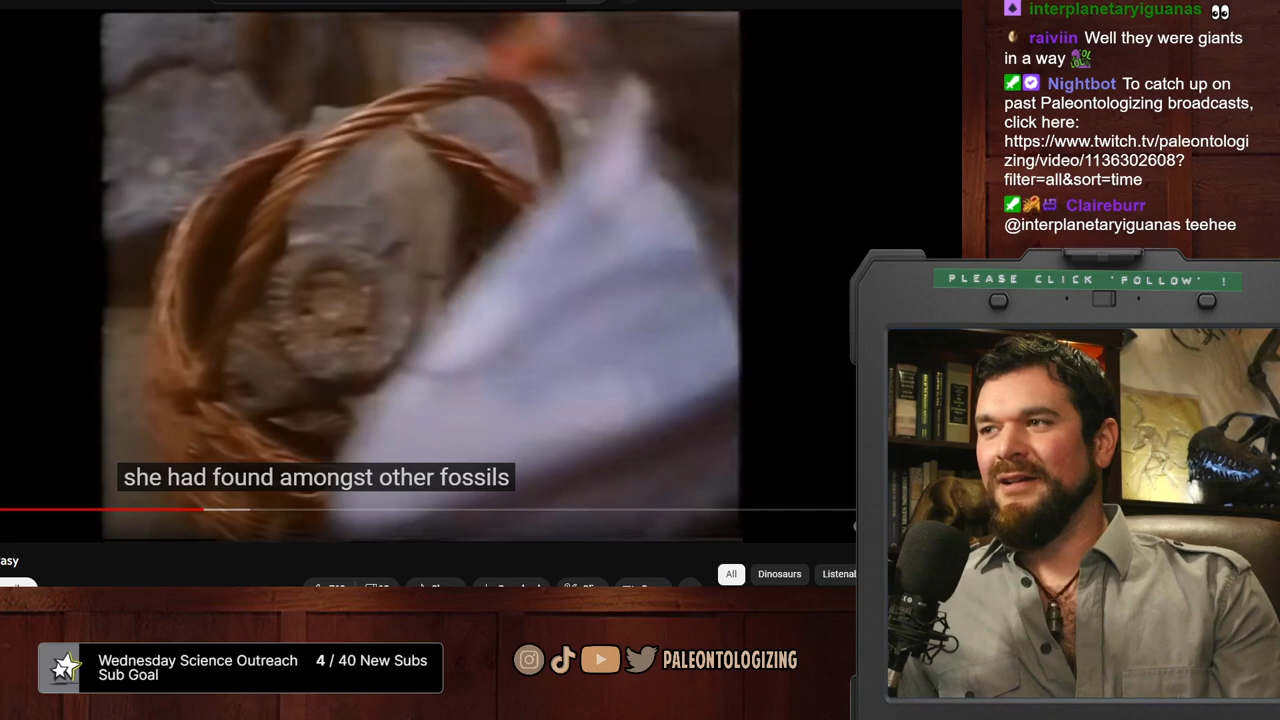 interplanetaryiguanas
raiviin Well they were giants
in a way
Nightbot To catch up on
past Paleontologizing broadcasts,
click here:
https://www.twitch.tv/paleontologi
zing/video/1136302608?
filter=all&sort=time
Claireburr
@interplanetaryiguanas teehee
PLEASE CLICK "FOLLOW" !
she had found amongst other fossils
asy
All Dinosaurs Listenal
Wednesday Science Outreach 4 / 40 New Subs
Sub Goal
PALEONTOLOGIZING